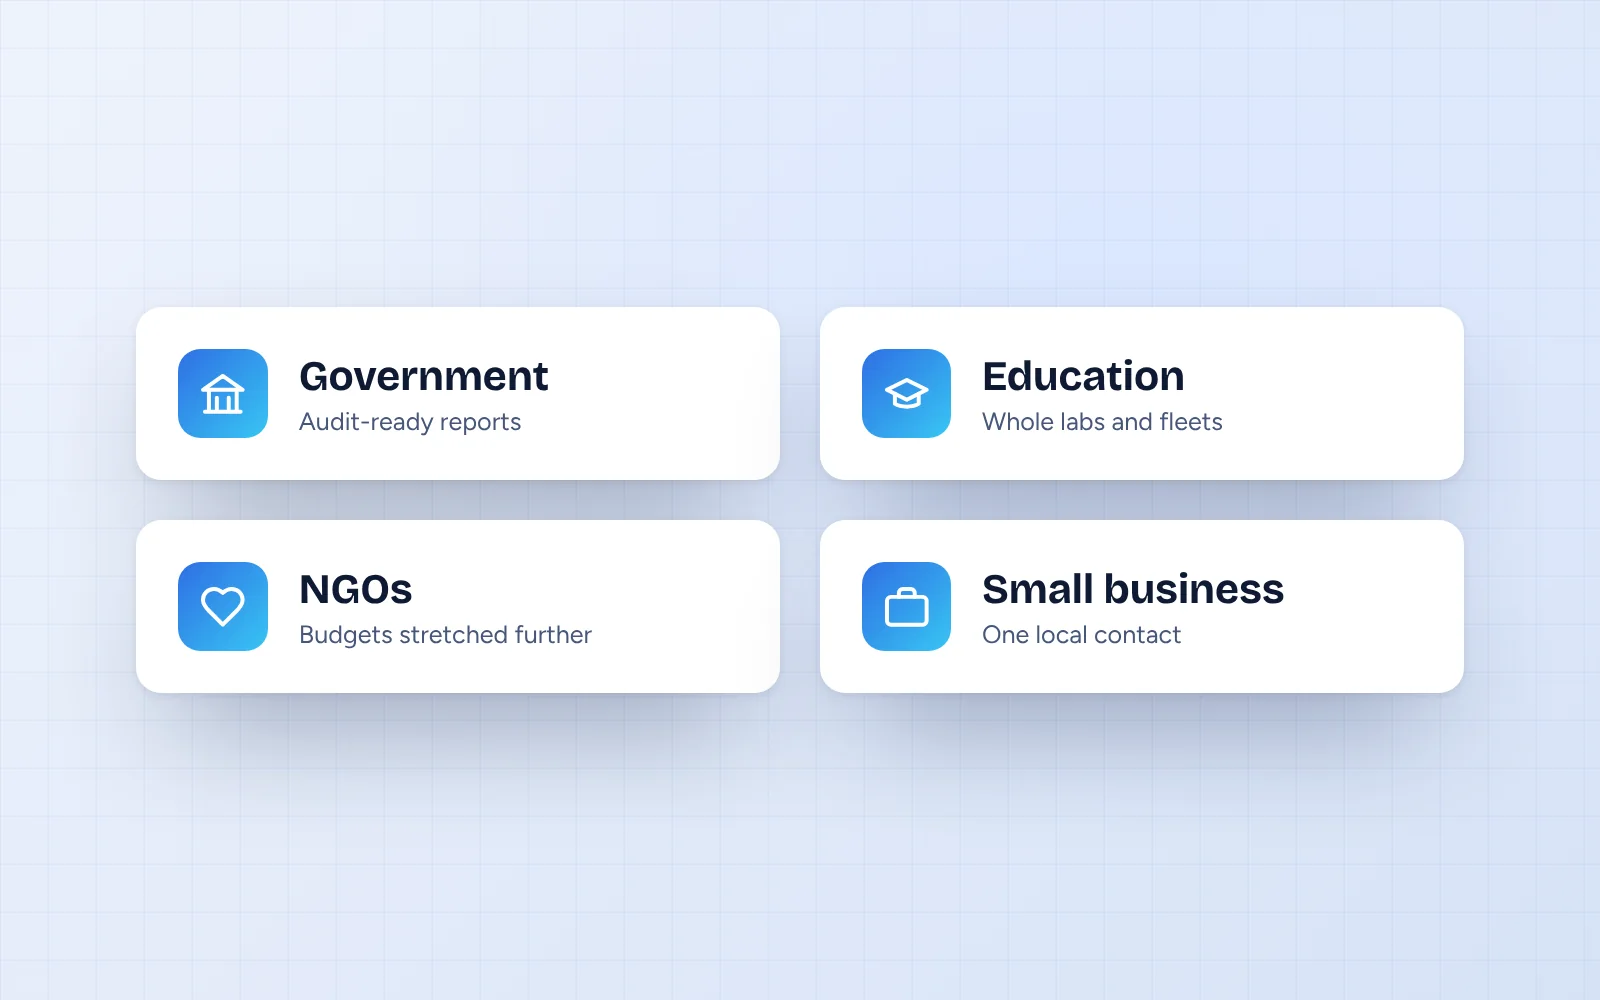 Government
Audit-ready reports
Education
Whole labs and fleets
NGOs
Budgets stretched further
Small business
One local contact